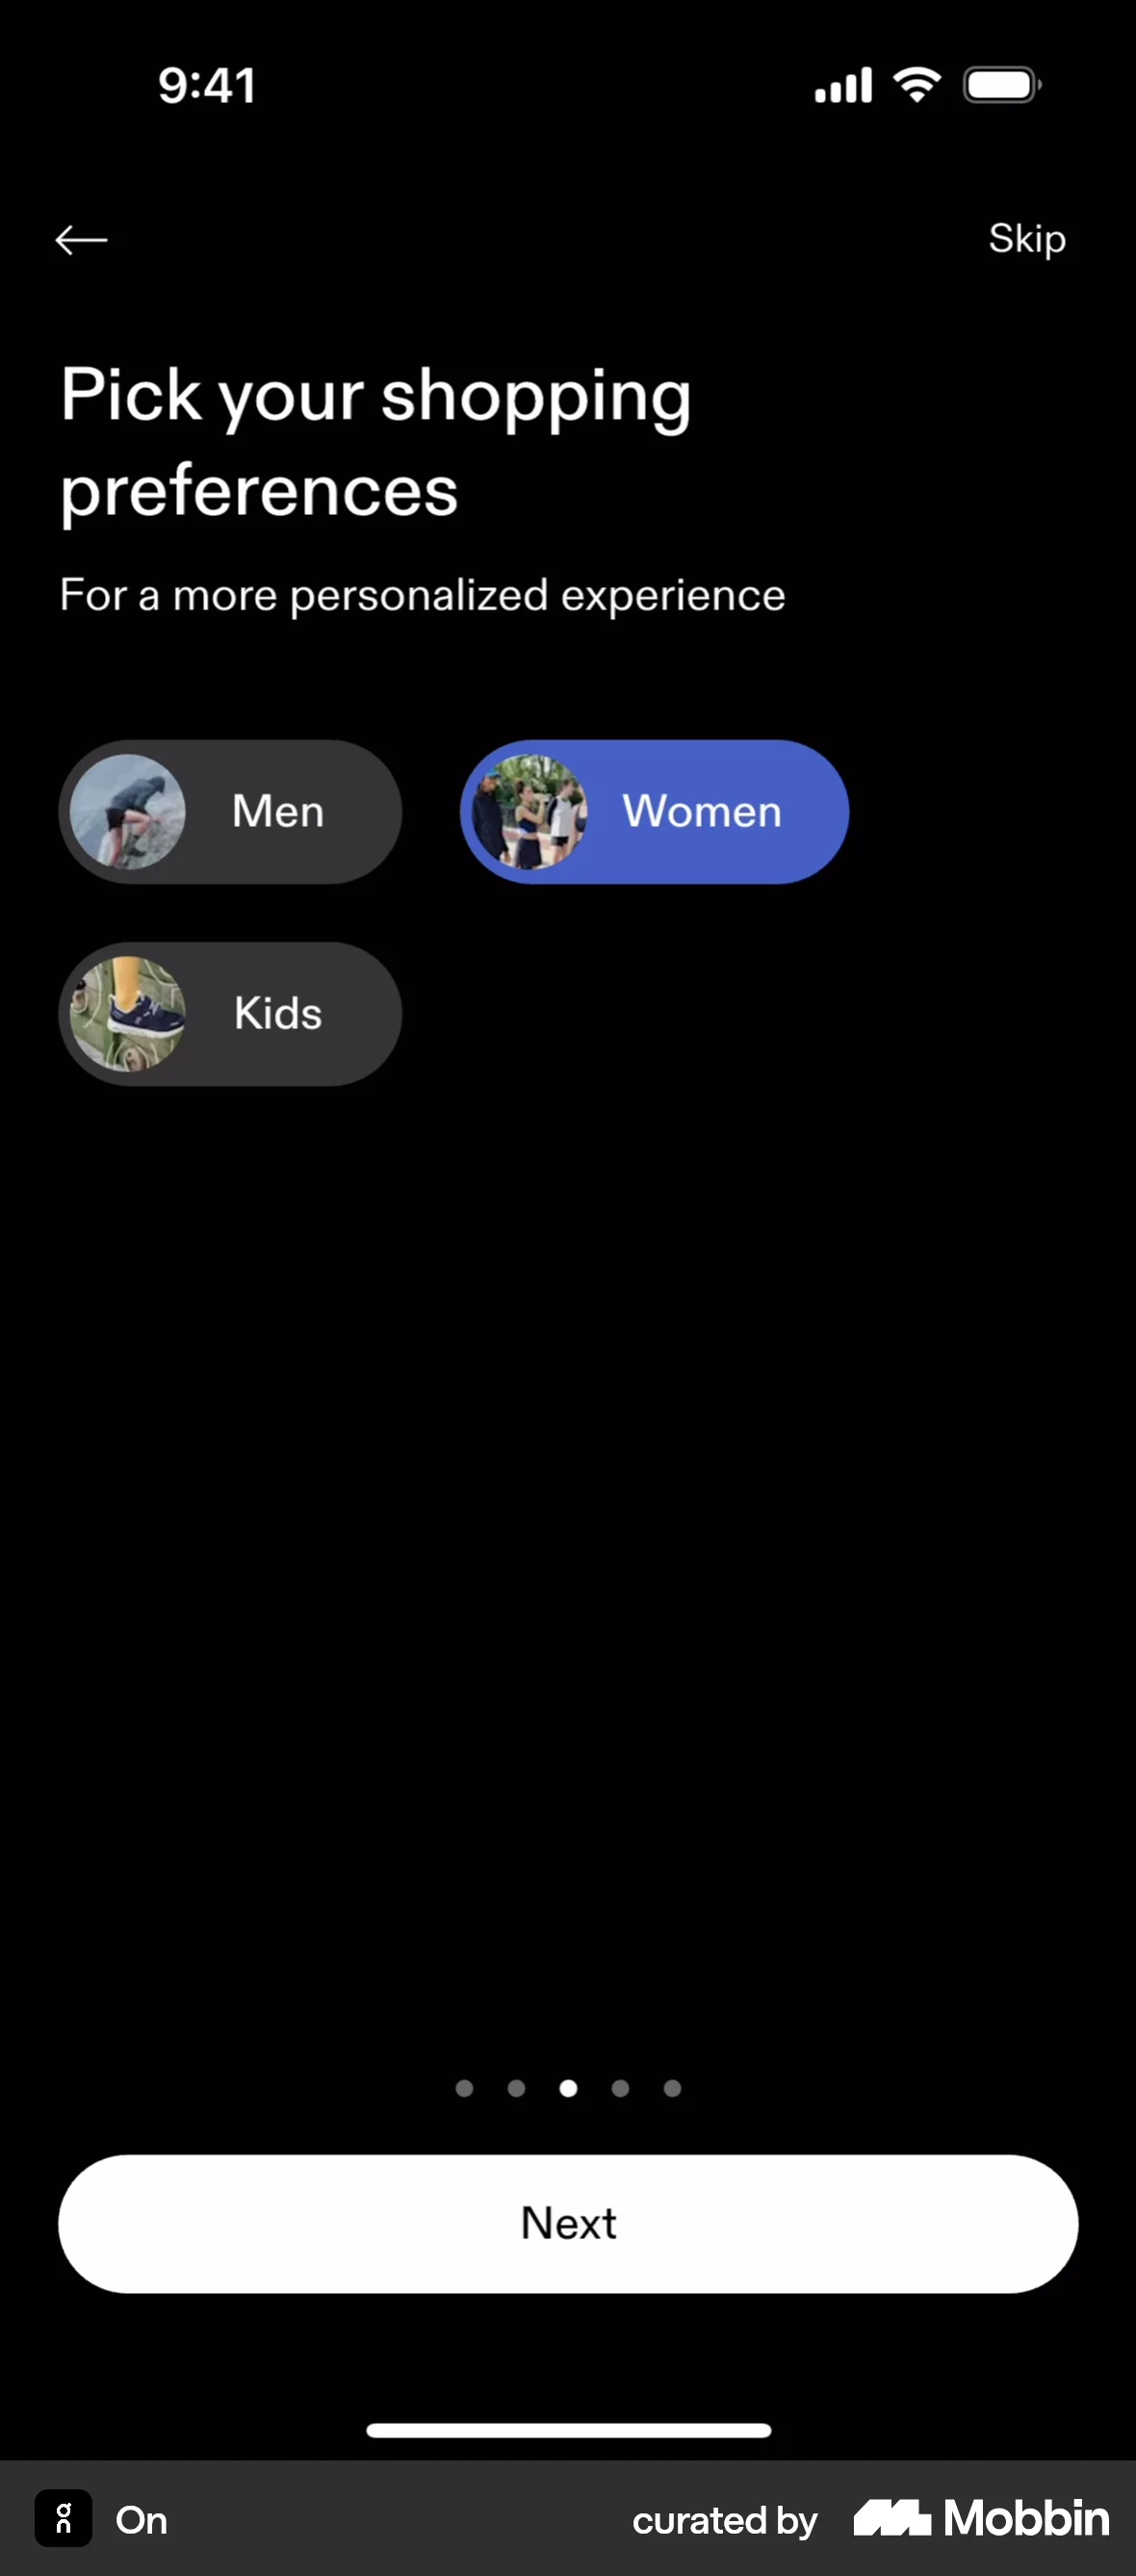 9:41
Skip
Pick your shopping
preferences
For a more personalized experience
Men
Women
Kids
Next
On
curated by Mobbin